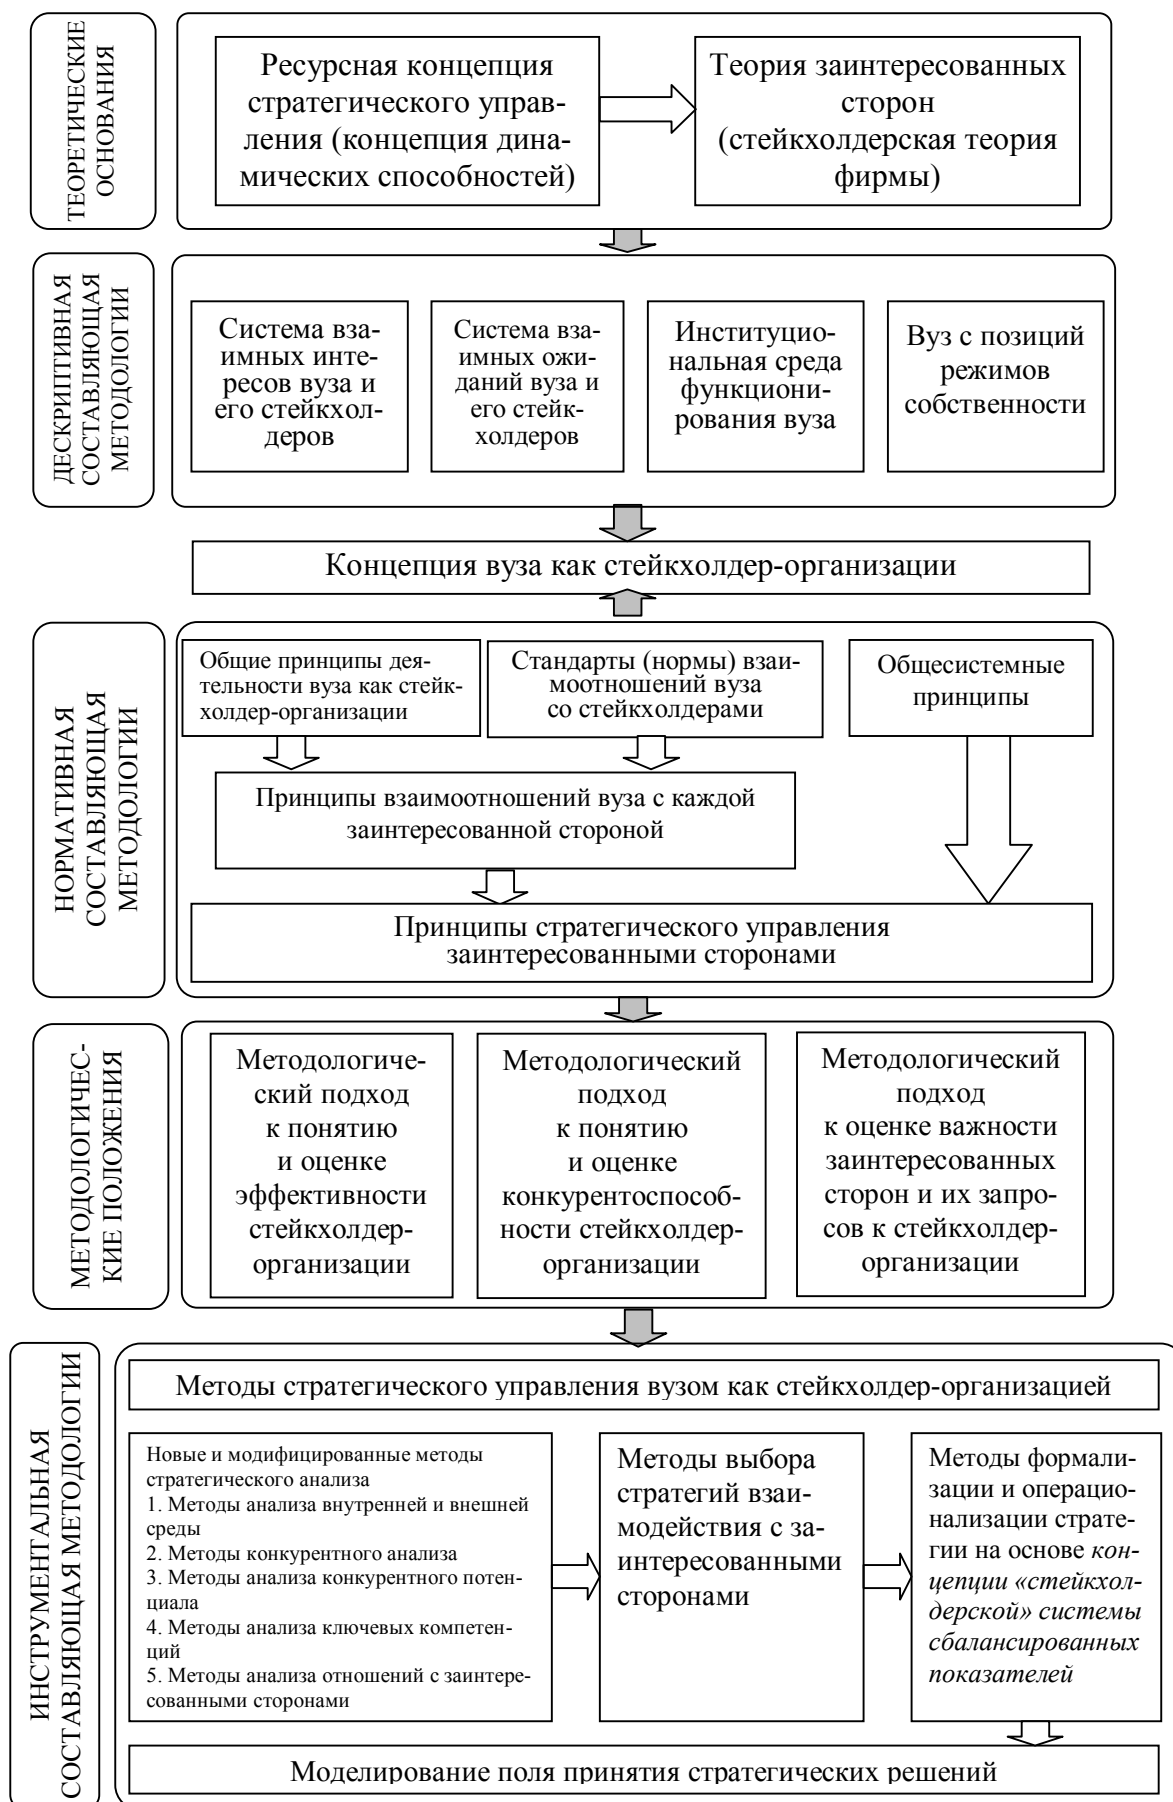 ТЕОРЕТИЧЕСКИЕ
ОСНОВАНИЯ
Ресурсная концепция
стратегического управ-
ления (концепция дина-
мических способностей)
Теория заинтересованных
сторон
(стейкхолдерская теория
фирмы)
ДЕСКРИПТИВНАЯ
СОСТАВЛЯЮЩАЯ
МЕТОДОЛОГИИ
Система вза-
имных инте-
ресов вуза и
его стейкхол-
деров
Система вза-
имных ожи-
даний вуза и
его стейк-
холдеров
Институцио-
нальная среда
функциони-
рования вуза
Вуз с позиций
режимов
собственности
Концепция вуза как стейкхолдер-организации
НОРМАТИВНАЯ
СОСТАВЛЯЮЩАЯ
МЕТОДОЛОГИИ
Общие принципы дея-
тельности вуза как стейк-
холдер-организации
Стандарты (нормы) взаи-
моотношений вуза
со стейкхолдерами
Общесистемные
принципы
Принципы взаимоотношений вуза с каждой
заинтересованной стороной
Принципы стратегического управления
заинтересованными сторонами
МЕТОДОЛОГИЧЕС-
КИЕ ПОЛОЖЕНИЯ
Методологиче-
ский подход
к понятию
и оценке
эффективности
стейкхолдер-
организации
Методологический
подход
к понятию
и оценке
конкурентоспособ-
ности стейкхолдер-
организации
Методологический
подход
к оценке важности
заинтересованных
сторон и их запро-
сов к стейкхолдер-
организации
ИНСТРУМЕНТАЛЬНАЯ
СОСТАВЛЯЮЩАЯ МЕТОДОЛОГИИ
Методы стратегического управления вузом как стейкхолдер-организацией
Новые и модифицированные методы
стратегического анализа
1. Методы анализа внутренней и внешней
среды
2. Методы конкурентного анализа
3. Методы анализа конкурентного потен-
циала
4. Методы анализа ключевых компетен-
ций
5. Методы анализа отношений с заинтере-
сованными сторонами
Методы выбора
стратегий взаи-
модействия с за-
интересованными
сторонами
Методы формали-
зации и операцио-
нализации страте-
гии на основе кон-
цепции «стейкхол-
дерской» системы
сбалансированных
показателей
Моделирование поля принятия стратегических решений